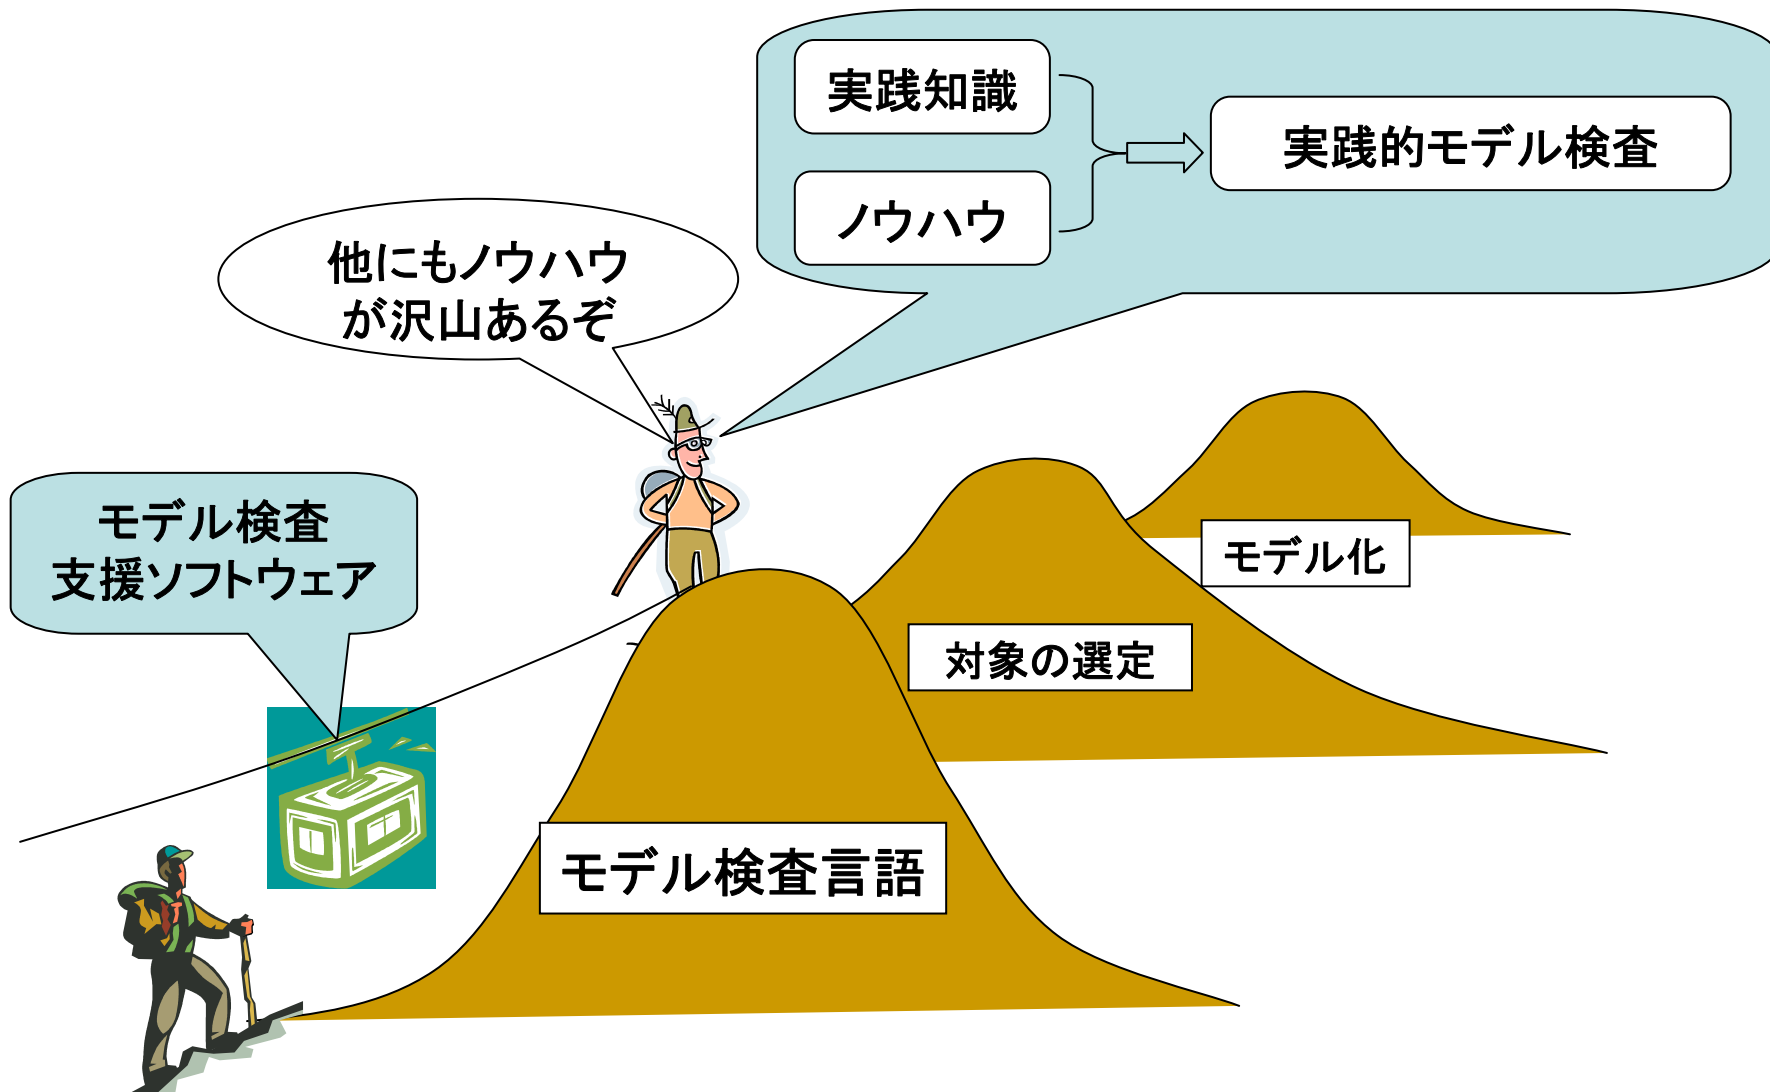 実践知識
ノウハウ
実践的モデル検査
他にもノウハウ
が沢山あるぞ
モデル検査
支援ソフトウェア
モデル化
対象の選定
モデル検査言語